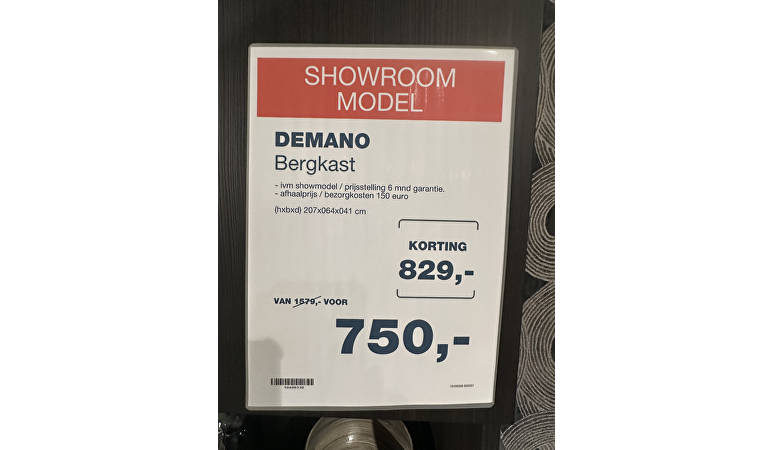 SHOWROOM
MODEL
DEMANO
Bergkast
- ivm showmodel / prijsstelling 6 mnd garantie.
- afhaalprijs / bezorgkosten 150 euro
(hxbxd) 207x064x041 cm
KORTING
829,-
VAN 1579,- VOOR
750,-